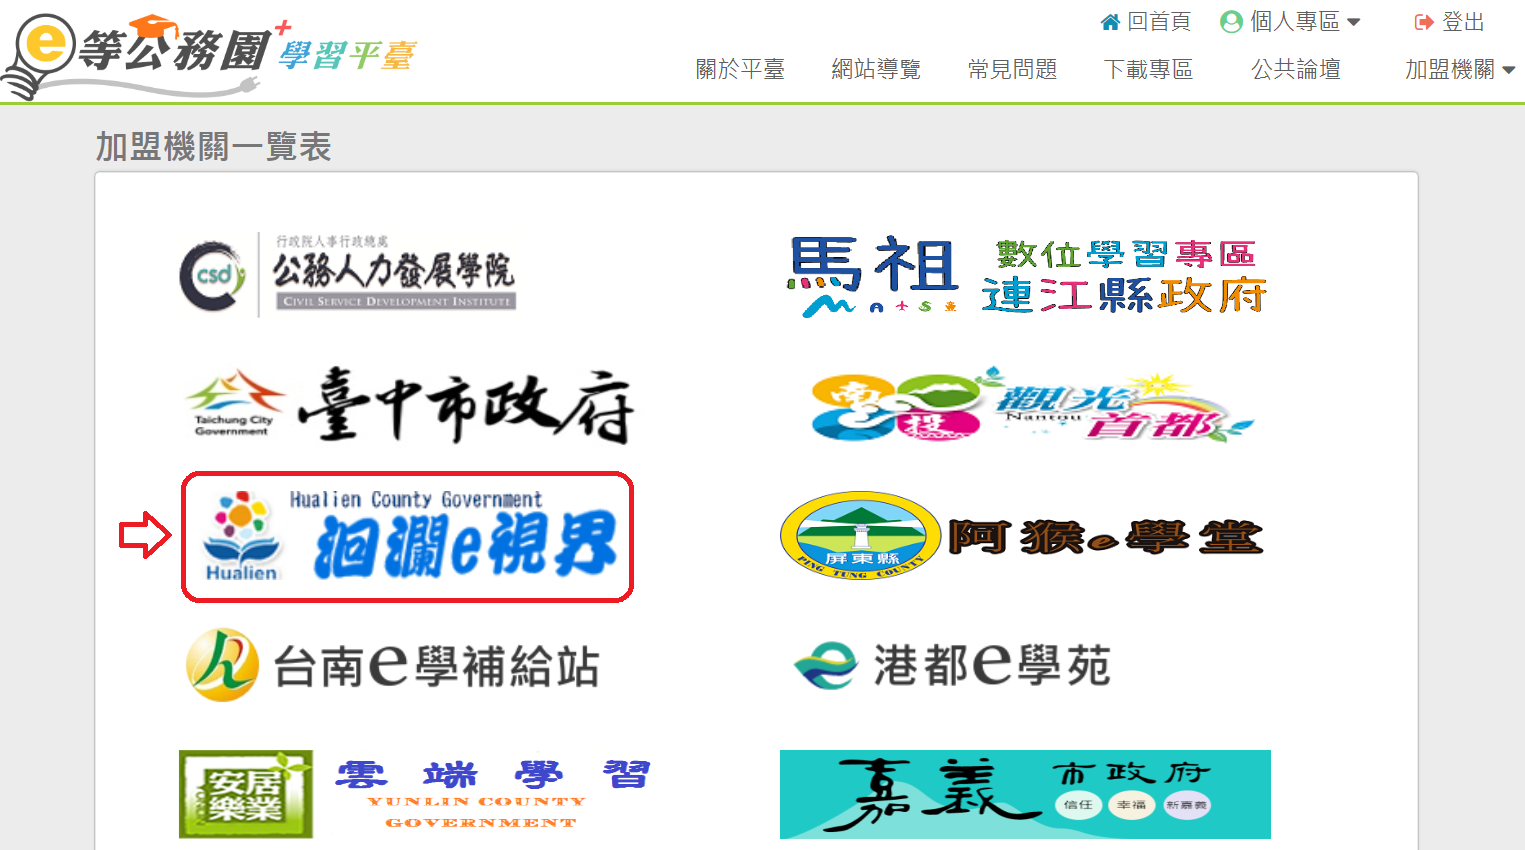 e等公務園+學習平臺
回首頁 個人專區 登出
關於平臺 網站導覽 常見問題 下載專區 公共論壇 加盟機關
加盟機關一覽表
csd
行政院人事行政總處
公務人力發展學院
CIVIL SERVICE DEVELOPMENT INSTITUTE
馬祖
數位學習專區
連江縣政府
Taichung City
Government
臺中市政府
南投
觀光
Nantou
首都
Hualien
Hualien County Government
洄瀾e視界
屏東縣
PING TUNG COUNTY
阿猴e學堂
台南e學補給站
港都e學苑
安居
樂業
雲端學習
YUNLIN COUNTY
GOVERNMENT
嘉義市政府
信任 幸福 新嘉義